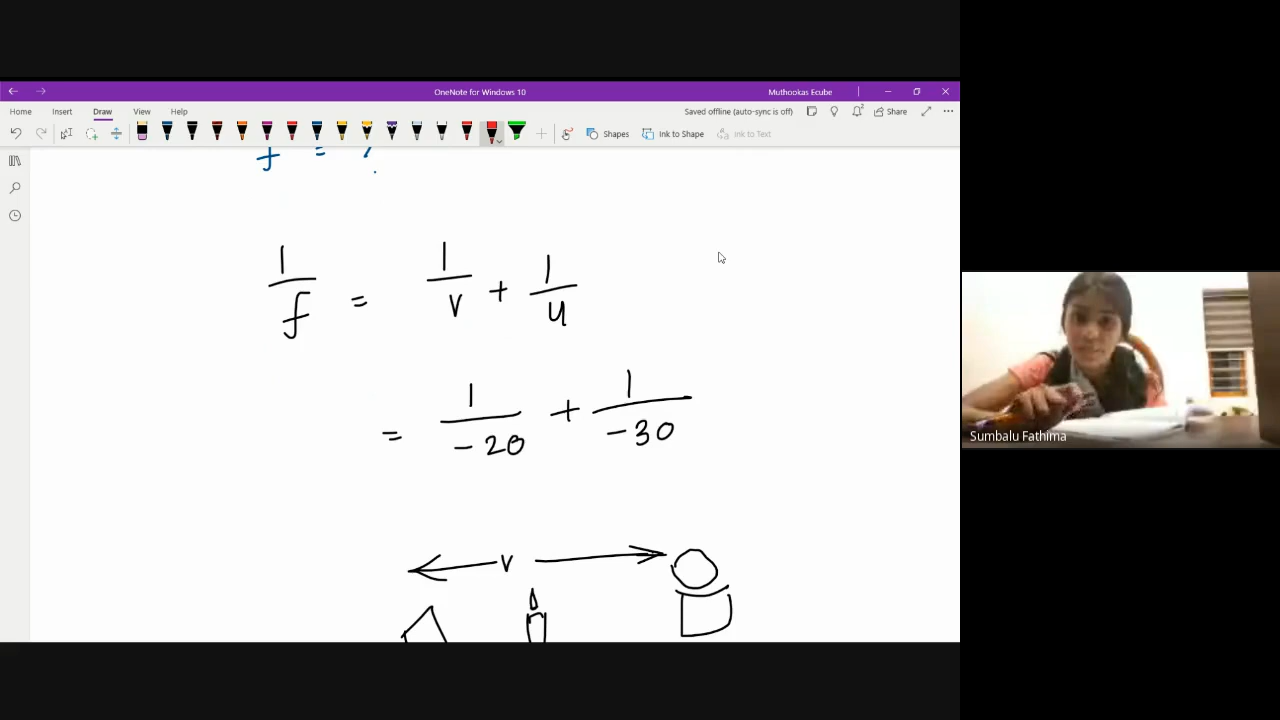 OneNote for Windows 10
Muthookas Ecube
Home Insert Draw View Help
Saved offline (auto-sync is off)
Share
Shapes
Ink to Shape
Ink to Text
f = ?
1/f = 1/v + 1/u
= 1/-20 + 1/-30
v
Sumbalu Fathima